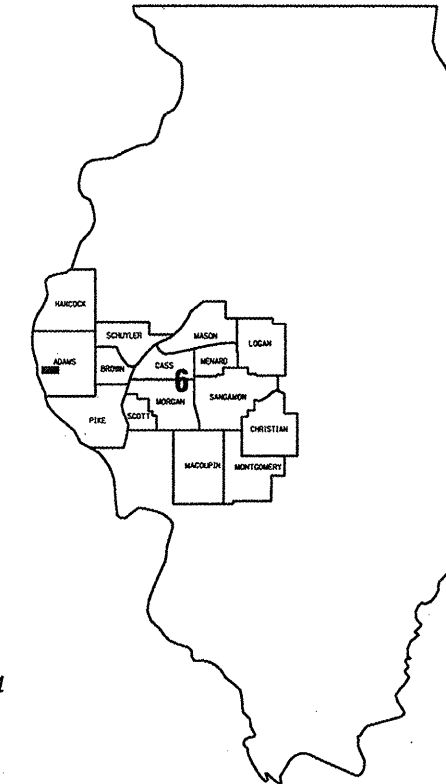 HANCOCK
SCHUYLER
MASON
LOGAN
ADAMS
BROWN
CASS
MENARD
6
MORGAN
SANGAMON
PIKE
SCOTT
CHRISTIAN
MACOUPIN
MONTGOMERY